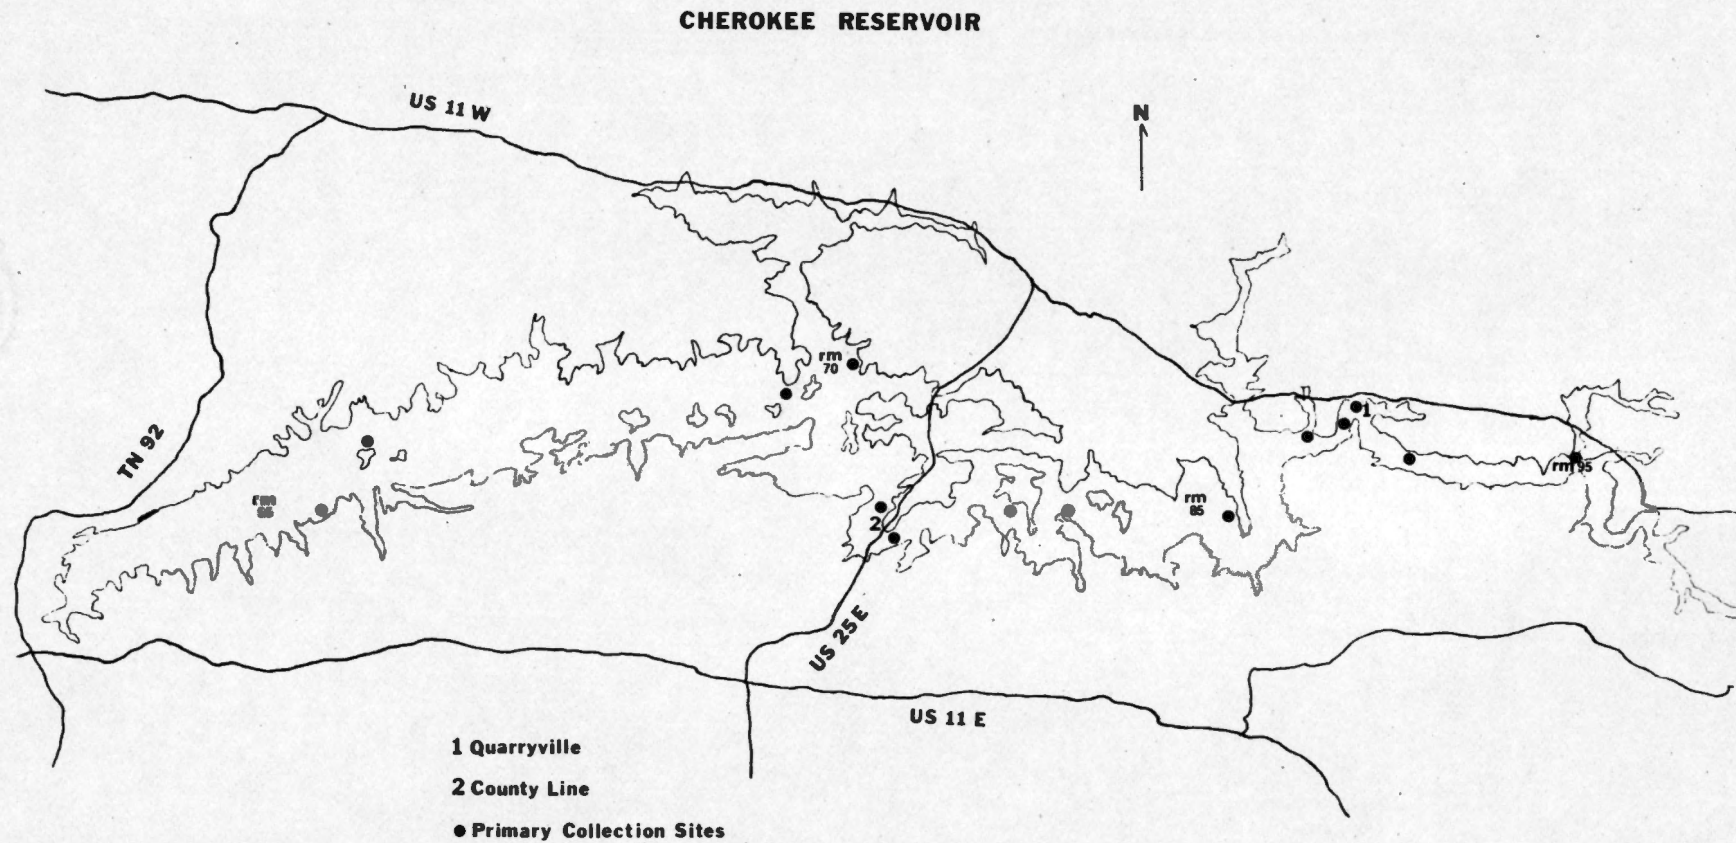 CHEROKEE RESERVOIR
US 11 W
N
rm
70
1
TN 92
rm 95
rm
rm
85
2
US 25 E
US 11 E
1 Quarryville
2 County Line
Primary Collection Sites